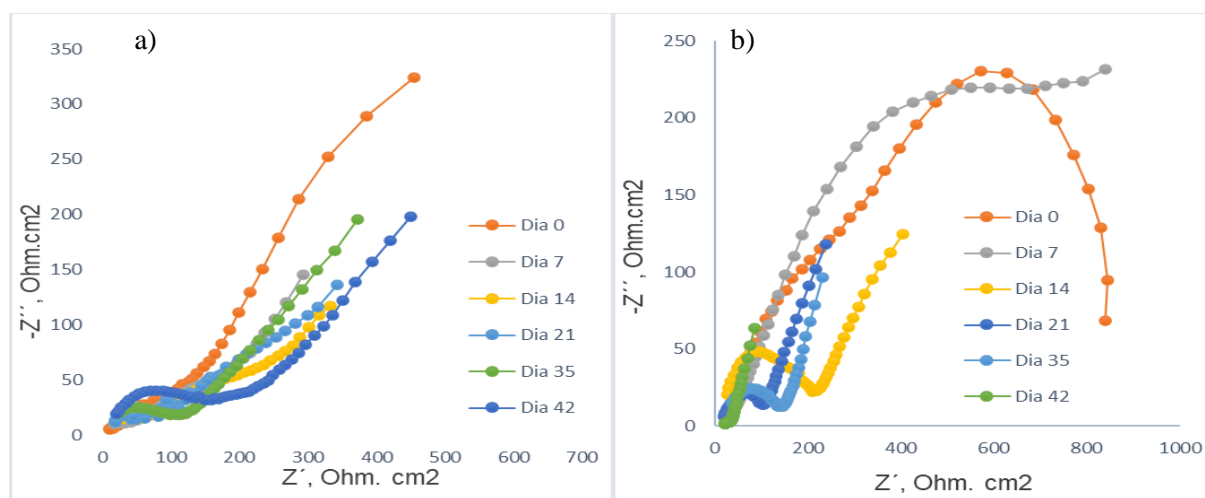 a)
350
300
250
200
150
100
50
0
-Z´´, Ohm.cm2
0 100 200 300 400 500 600 700
Z´, Ohm. cm2
Dia 0
Dia 7
Dia 14
Dia 21
Dia 35
Dia 42
b)
250
200
150
100
50
0
-Z´´, Ohm.cm2
0 200 400 600 800 1000
Z´, Ohm. cm2
Dia 0
Dia 7
Dia 14
Dia 21
Dia 35
Dia 42